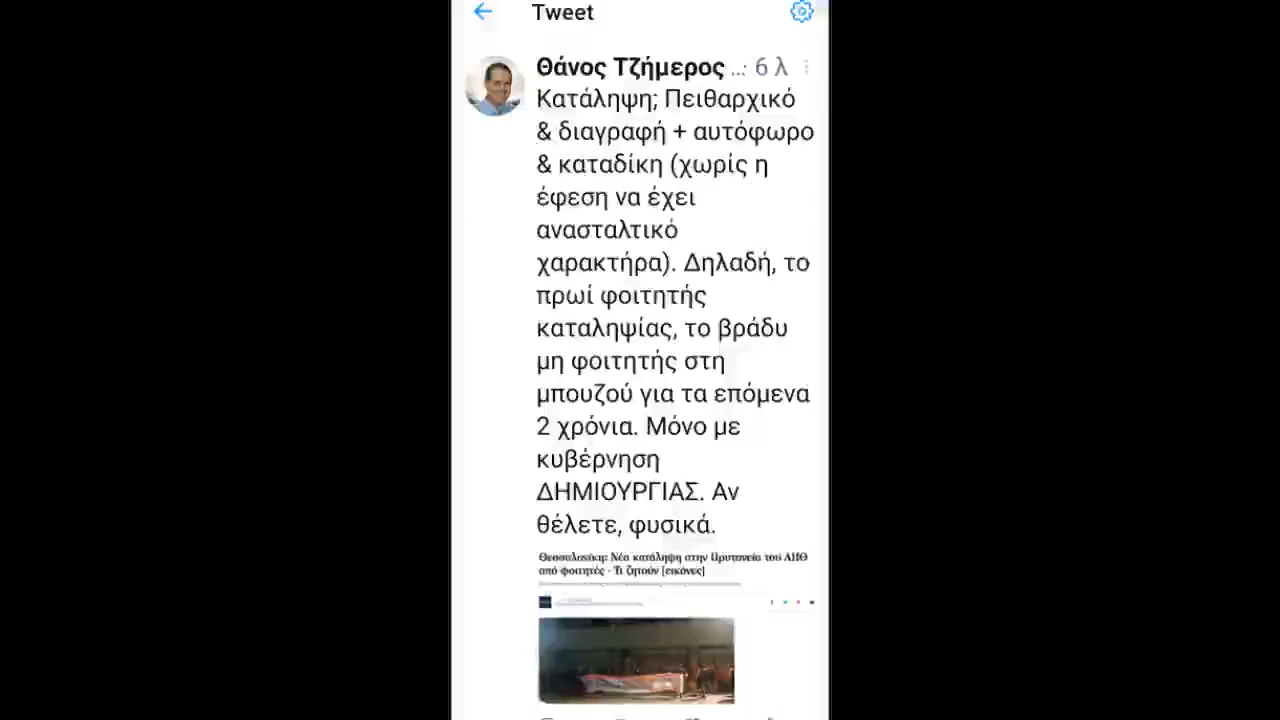 Tweet
Θάνος Τζήμερος ...· 6 λ
Κατάληψη; Πειθαρχικό
& διαγραφή + αυτόφωρο
& καταδίκη (χωρίς η
έφεση να έχει
ανασταλτικό
χαρακτήρα). Δηλαδή, το
πρωί φοιτητής
καταληψίας, το βράδυ
μη φοιτητής στη
μπουζού για τα επόμενα
2 χρόνια. Μόνο με
κυβέρνηση
ΔΗΜΙΟΥΡΓΙΑΣ. Αν
θέλετε, φυσικά.
Θεσσαλονίκη: Νέα κατάληψη στην Πρυτανεία του ΑΠΘ
από φοιτητές - Τι ζητούν [εικόνες]